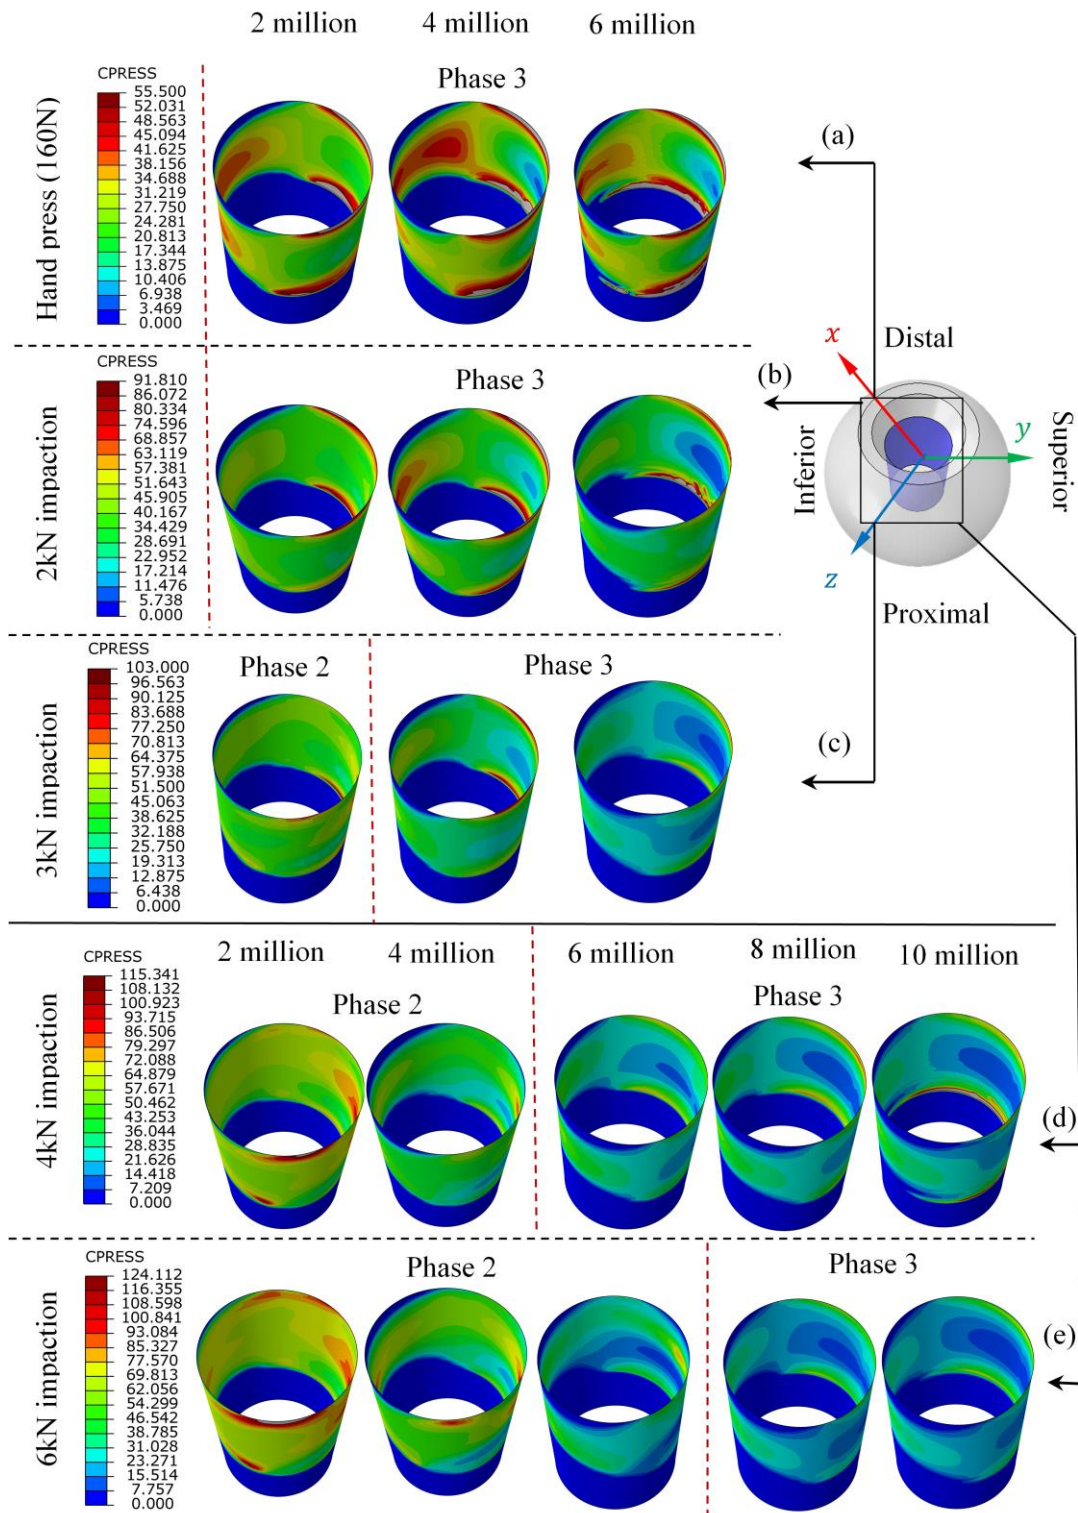 2 million 4 million 6 million
Hand press (160N)
CPRESS
55.500
52.031
48.563
45.094
41.625
38.156
34.688
31.219
27.750
24.281
20.813
17.344
13.875
10.406
6.938
3.469
0.000
Phase 3
(a)
2kN impaction
CPRESS
91.810
86.072
80.334
74.596
68.857
63.119
57.381
51.643
45.905
40.167
34.429
28.691
22.952
17.214
11.476
5.738
0.000
Phase 3
(b)
x
Distal
Inferior
y
Superior
z
Proximal
3kN impaction
CPRESS
103.000
96.563
90.125
83.688
77.250
70.813
64.375
57.938
51.500
45.063
38.625
32.188
25.750
19.313
12.875
6.438
0.000
Phase 2
Phase 3
(c)
2 million 4 million 6 million 8 million 10 million
4kN impaction
CPRESS
115.341
108.132
100.923
93.715
86.506
79.297
72.088
64.879
57.671
50.462
43.253
36.044
28.835
21.626
14.418
7.209
0.000
Phase 2
Phase 3
(d)
6kN impaction
CPRESS
124.112
116.355
108.598
100.841
93.084
85.327
77.570
69.813
62.056
54.299
46.542
38.785
31.028
23.271
15.514
7.757
0.000
Phase 2
Phase 3
(e)